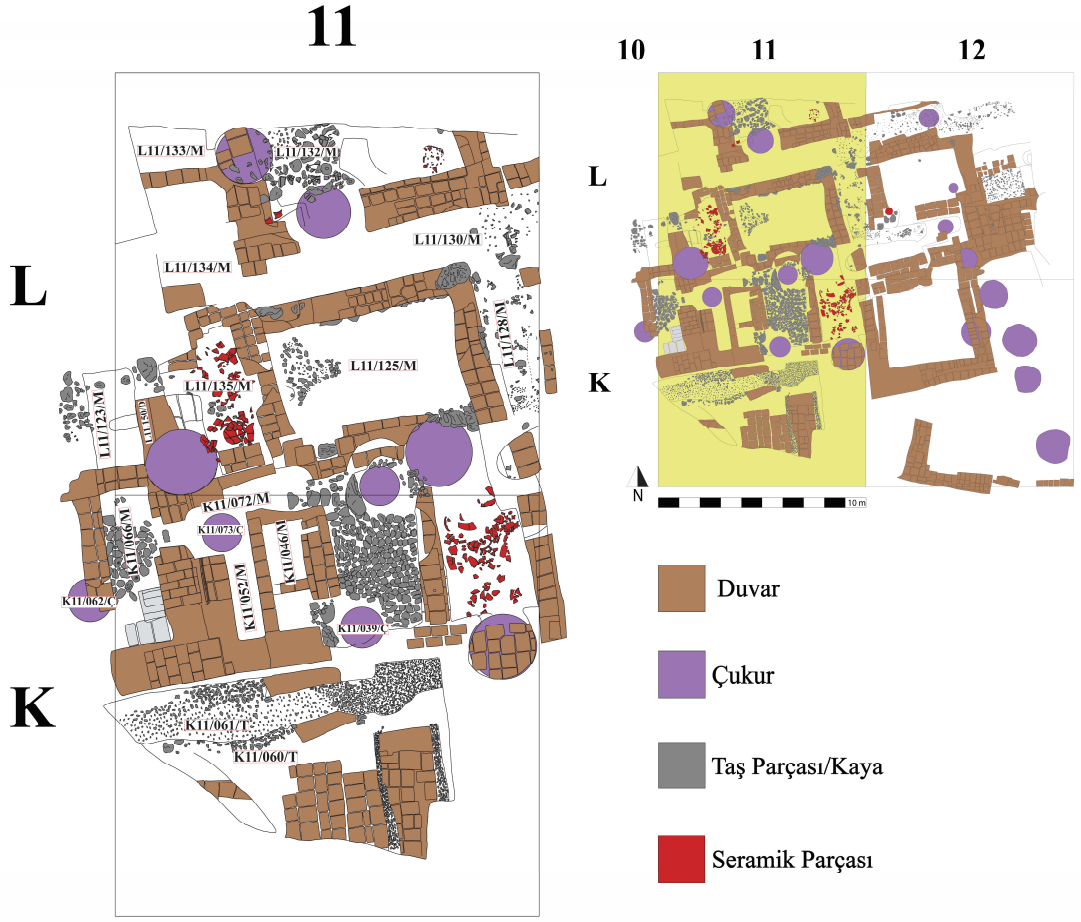 11
10
11
12
L11/133/M
L11/132/M
L
L11/130/M
L11/134/M
L
L11/128/M
L11/125/M
L11/135/M
K
L11/123/M
K11/072/M
N
10 m
K11/066/M
K11/073/C
K11/046/M
K11/052/M
Duvar
K11/062/C
K11/039/C
Çukur
K
K11/061/T
K11/060/T
Taş Parçası/Kaya
Seramik Parçası